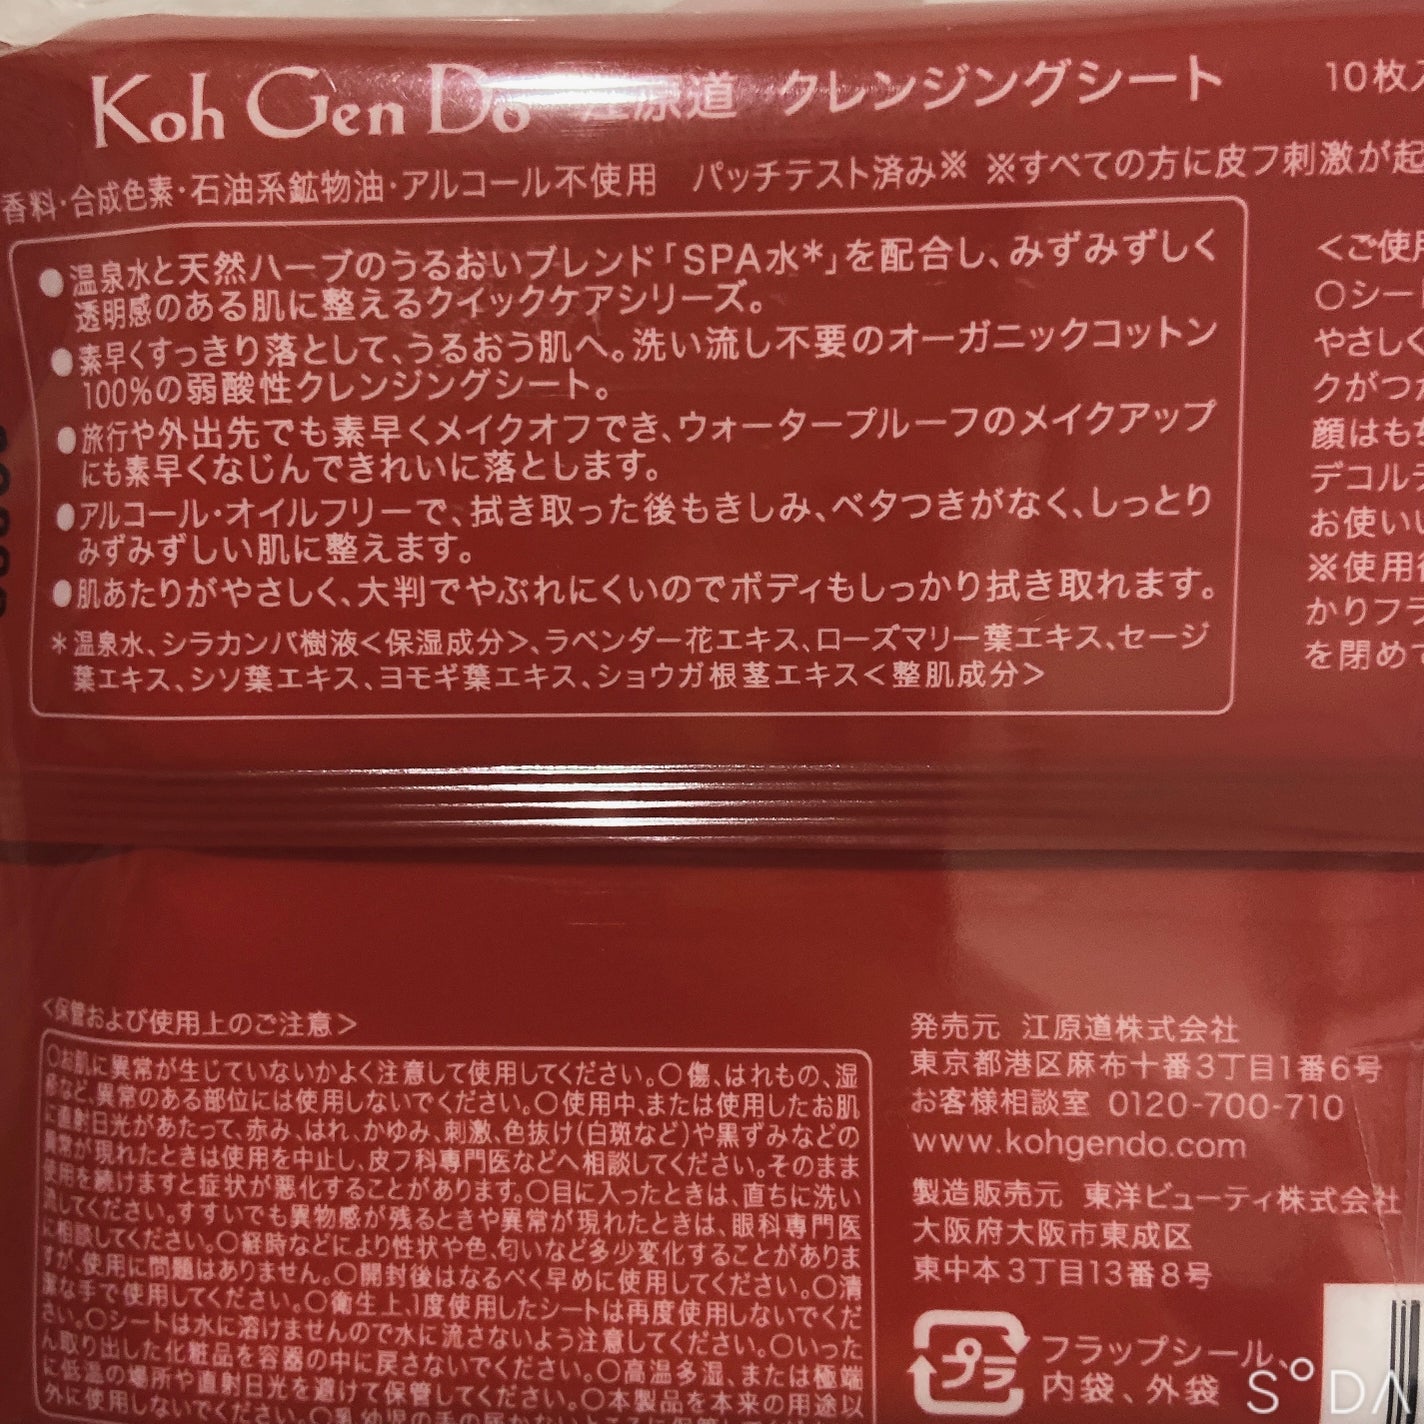 Koh Gen Do 江原道 クレンジングシート 10枚入
香料・合成色素・石油系鉱物油・アルコール不使用 パッチテスト済み※ ※すべての方に皮フ刺激が起
●温泉水と天然ハーブのうるおいブレンド「SPA水*」を配合し、みずみずしく
透明感のある肌に整えるクイックケアシリーズ。
●素早くすっきり落として、うるおう肌へ。洗い流し不要のオーガニックコットン
100%の弱酸性クレンジングシート。
●旅行や外出先でも素早くメイクオフでき、ウォータープルーフのメイクアップ
にも素早くなじんできれいに落とします。
●アルコール・オイルフリーで、拭き取った後もきしみ、ベタつきがなく、しっとり
みずみずしい肌に整えます。
●肌あたりがやさしく、大判でやぶれにくいのでボディもしっかり拭き取れます。
*温泉水、シラカンバ樹液<保湿成分>、ラベンダー花エキス、ローズマリー葉エキス、セージ
葉エキス、シソ葉エキス、ヨモギ葉エキス、ショウガ根茎エキス<整肌成分>
<ご使用
○シー
やさしく
クがつか
顔はも
デコルテ
お使い
※使用後
かりフラ
を閉めて
<保管および使用上のご注意>
○お肌に異常が生じていないかよく注意して使用してください。○傷、はれもの、湿
疹など、異常のある部位には使用しないでください。○使用中、または使用したお肌
に直射日光があたって、赤み、はれ、かゆみ、刺激、色抜け(白斑など)や黒ずみなどの
異常が現れたときは使用を中止し、皮フ科専門医などへ相談してください。そのまま
使用を続けますと症状が悪化することがあります。○目に入ったときは、直ちに洗い
流してください。すすいでも異物感が残るときや異常が現れたときは、眼科専門医
に相談してください。○経時などにより性状や色、匂いなど多少変化することがありま
すが、使用に問題はありません。○開封後はなるべく早めに使用してください。○清
潔な手で使用してください。○衛生上、1度使用したシートは再度使用しないでくだ
さい。○シートは水に溶けませんので水に流さないよう注意してください。○いった
ん取り出した化粧品を容器の中に戻さないでください。○高温多湿、または極端
に低温の場所や直射日光を避けて保管してください。○本製品を本来の用途以
外に使用しないでください。○乳幼児の手の届かないところに保管してください。
発売元 江原道株式会社
東京都港区麻布十番3丁目1番6号
お客様相談室 0120-700-710
www.kohgendo.com
製造販売元 東洋ビューティ株式会社
大阪府大阪市東成区
東中本3丁目13番8号
プラ
フラップシール、
内袋、外袋
SODA